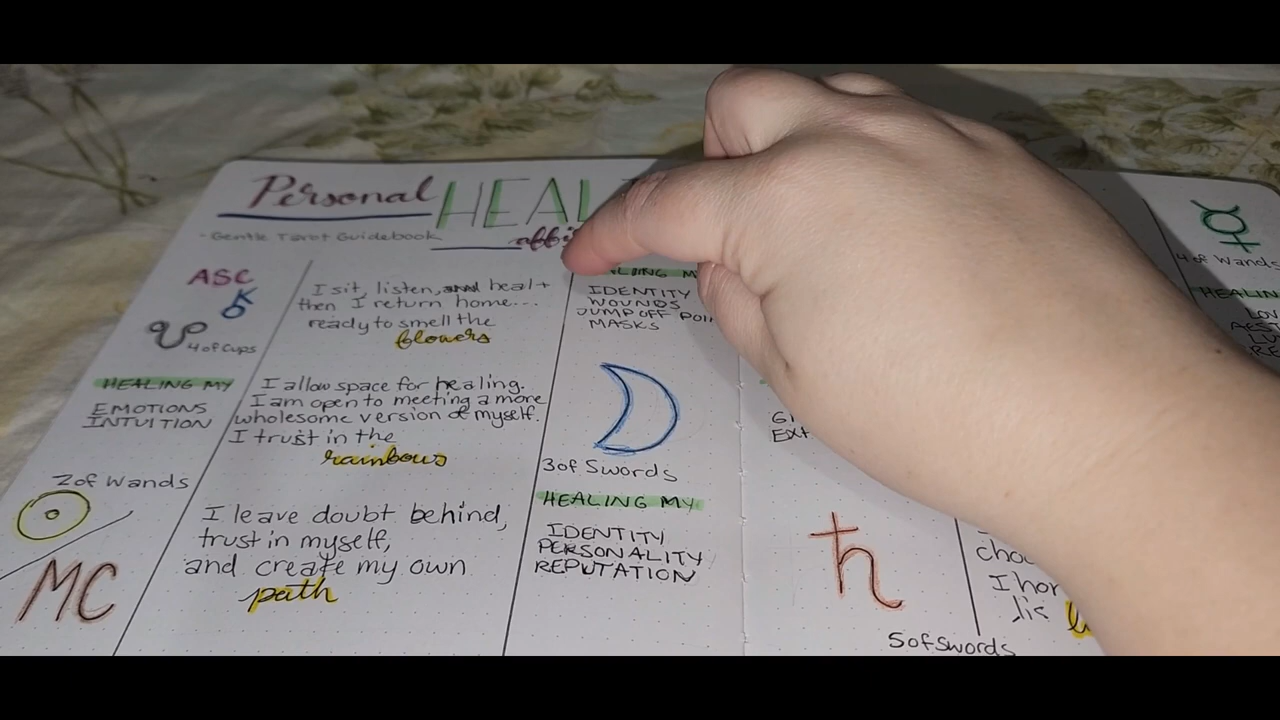 Personal HEAL
-Gentle Tarot Guidebook
ASC
4 of Cups
I sit, listen, and heal +
then I return home...
ready to smell the
flowers
IDENTITY
WOUNDS
JUMP OFF
MASKS
HEALING MY
EMOTIONS
INTUITION
I allow space for healing.
I am open to meeting a more
wholesome version of myself.
I trust in the
rainbows
3 of Swords
HEALING MY
IDENTITY
PERSONALITY
REPUTATION
2 of Wands
MC
I leave doubt behind,
trust in myself,
and create my own
path
4 of Wands
HEALING
5 of Swords